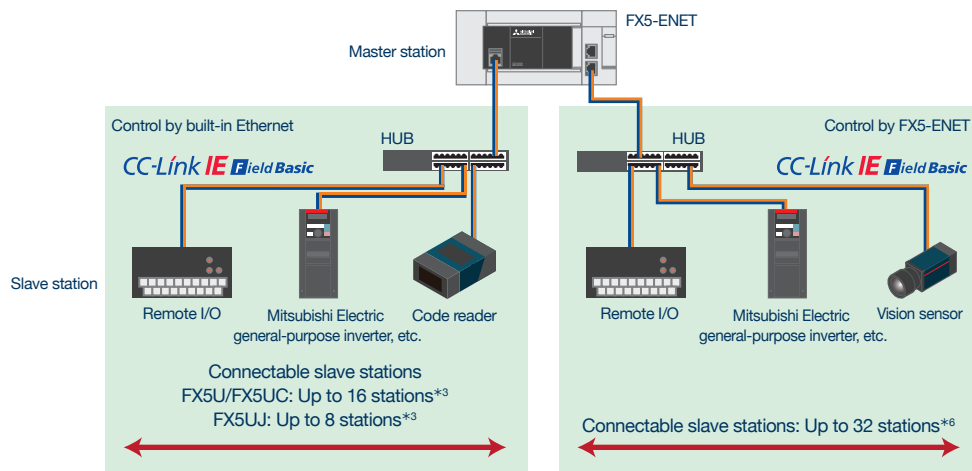 FX5-ENET
Master station
Control by built-in Ethernet
HUB
CC-Link IE Field Basic
Slave station
Remote I/O
Mitsubishi Electric
general-purpose inverter, etc.
Code reader
Connectable slave stations
FX5U/FX5UC: Up to 16 stations*3
FX5UJ: Up to 8 stations*3
Control by FX5-ENET
HUB
CC-Link IE Field Basic
Remote I/O
Mitsubishi Electric
general-purpose inverter, etc.
Vision sensor
Connectable slave stations: Up to 32 stations*6